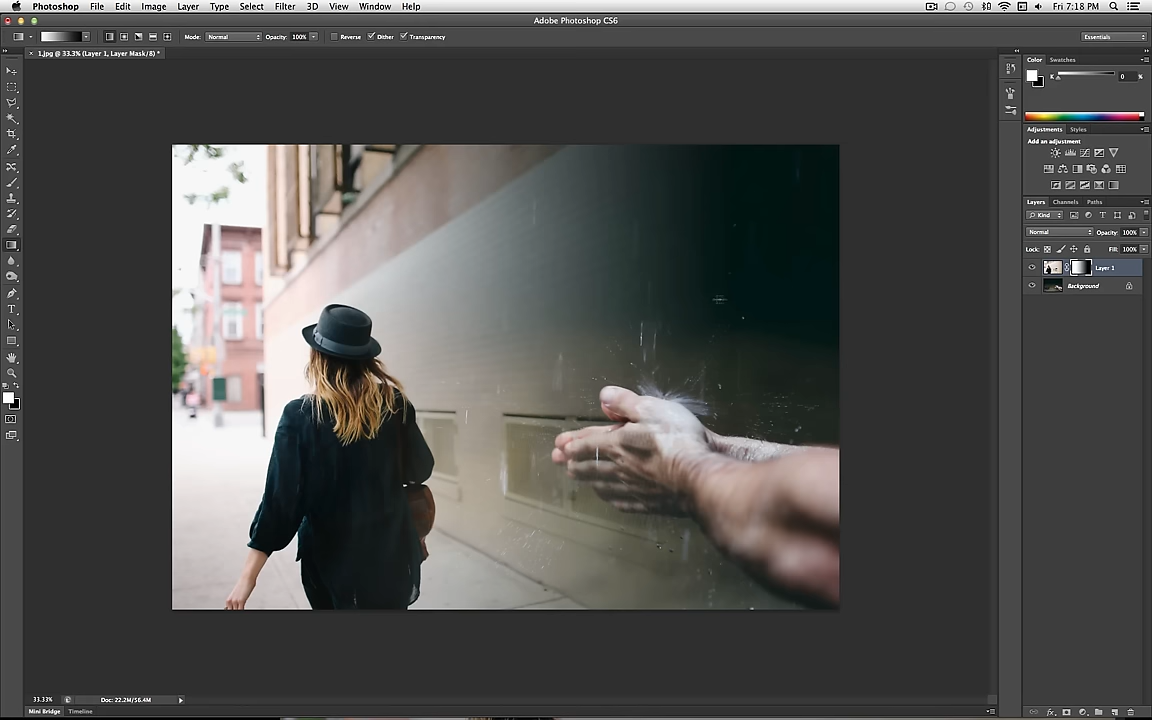 Photoshop File Edit Image Layer Type Select Filter 3D View Window Help Fri 7:18 PM
Adobe Photoshop CS6
Mode: Normal Opacity: 100% Reverse Dither Transparency Essentials
× 1.jpg @ 33.3% (Layer 1, Layer Mask/8) *
Color Swatches
K 0 %
Adjustments Styles
Add an adjustment
Layers Channels Paths
Kind
Normal Opacity: 100%
Lock: Fill: 100%
Layer 1
Background
33.33% Doc: 22.2M/56.4M
Mini Bridge Timeline